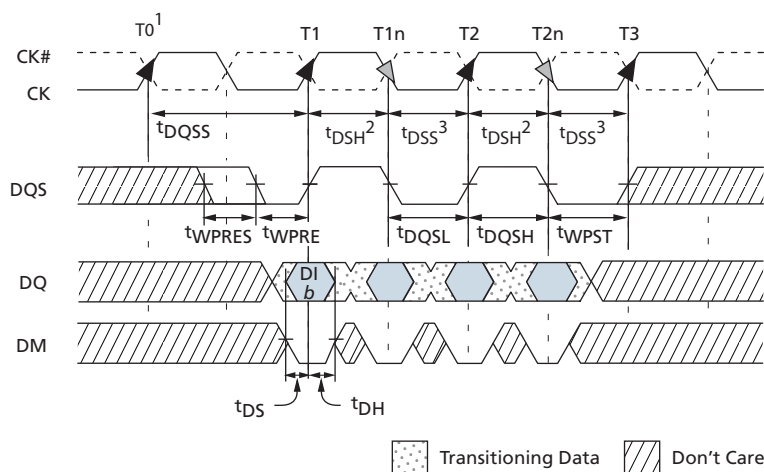 T0¹ T1 T1n T2 T2n T3
CK#
CK
tDQSS tDSH² tDSS³ tDSH² tDSS³
DQS
tWPRES tWPRE tDQSL tDQSH tWPST
DQ
DI
b
DM
tDS tDH
Transitioning Data Don't Care